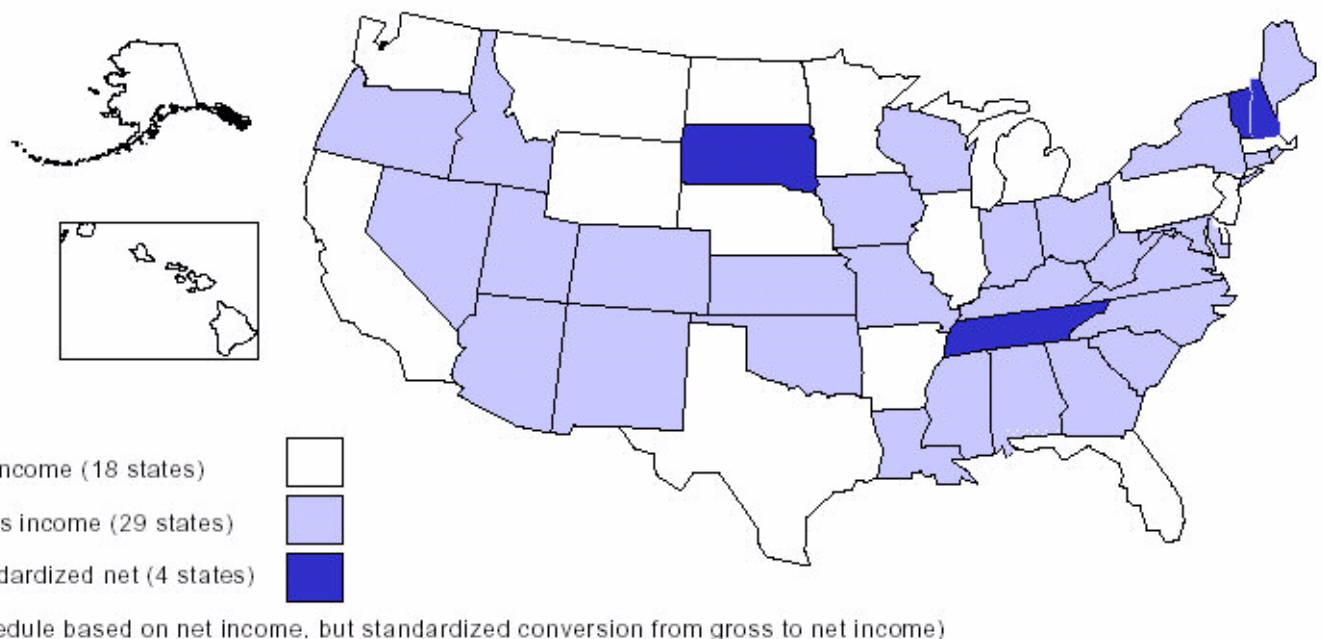 ncome (18 states)
s income (29 states)
dardized net (4 states)
edule based on net income, but standardized conversion from gross to net income)